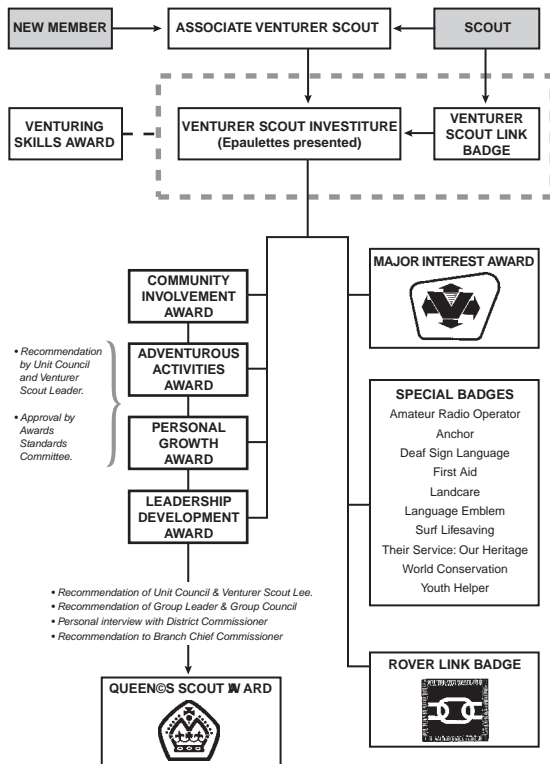 NEW MEMBER
ASSOCIATE VENTURER SCOUT
SCOUT
VENTURING
SKILLS AWARD
VENTURER SCOUT INVESTITURE
(Epaulettes presented)
VENTURER
SCOUT LINK
BADGE
COMMUNITY
INVOLVEMENT
AWARD
ADVENTUROUS
ACTIVITIES
AWARD
PERSONAL
GROWTH
AWARD
LEADERSHIP
DEVELOPMENT
AWARD
• Recommendation
by Unit Council
and Venturer
Scout Leader.
• Approval by
Awards
Standards
Committee.
MAJOR INTEREST AWARD
V
SPECIAL BADGES
Amateur Radio Operator
Anchor
Deaf Sign Language
First Aid
Landcare
Language Emblem
Surf Lifesaving
Their Service: Our Heritage
World Conservation
Youth Helper
• Recommendation of Unit Council & Venturer Scout Lee.
• Recommendation of Group Leader & Group Council
• Personal interview with District Commissioner
• Recommendation to Branch Chief Commissioner
QUEEN©S SCOUT AWARD
ROVER LINK BADGE